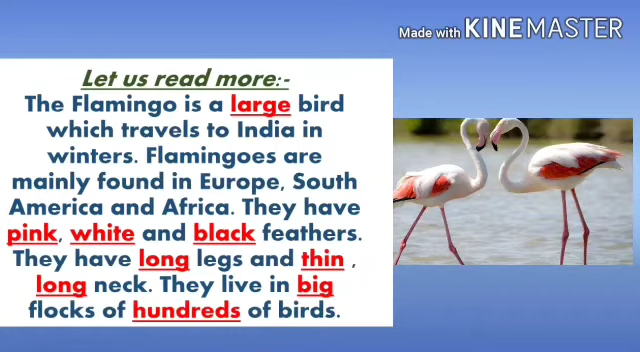 Made with KINEMASTER
Let us read more:-
The Flamingo is a large bird
which travels to India in
winters. Flamingoes are
mainly found in Europe, South
America and Africa. They have
pink, white and black feathers.
They have long legs and thin ,
long neck. They live in big
flocks of hundreds of birds.